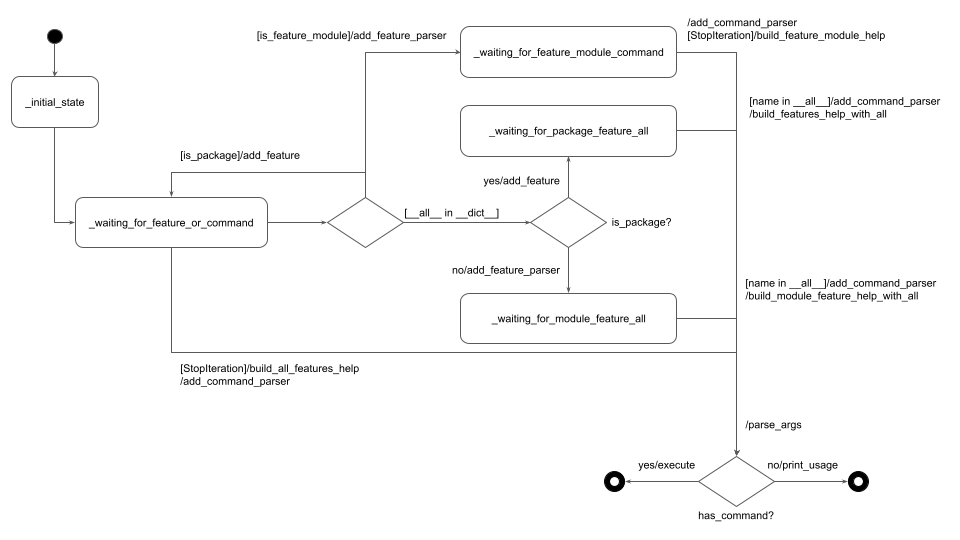 /add_command_parser
[is_feature_module]/add_feature_parser
[StopIteration]/build_feature_module_help
_waiting_for_feature_module_command
_initial_state
[name in __all__]/add_command_parser
/build_features_help_with_all
_waiting_for_package_feature_all
[is_package]/add_feature
yes/add_feature
_waiting_for_feature_or_command
[__all__ in __dict__]
is_package?
no/add_feature_parser
[name in __all__]/add_command_parser
/build_module_feature_help_with_all
_waiting_for_module_feature_all
[StopIteration]/build_all_features_help
/add_command_parser
/parse_args
yes/execute
no/print_usage
has_command?